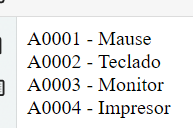 A0001 - Mause
A0002 - Teclado
A0003 - Monitor
A0004 - Impresor